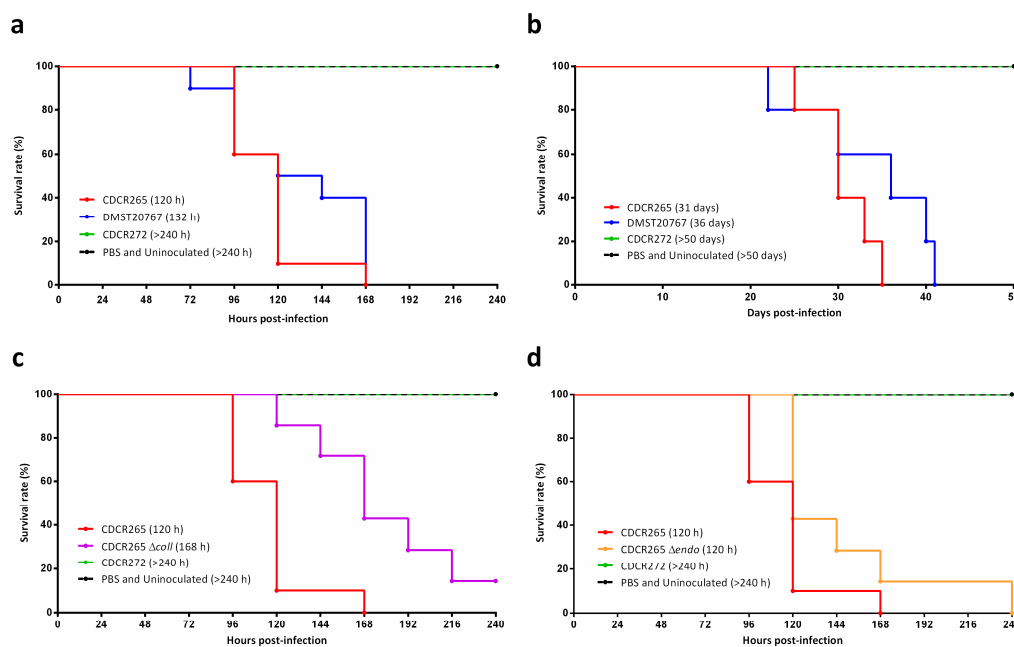 a
100
80
60
40
20
0
Survival rate (%)
CDCR265 (120 h)
DMST20767 (132 h)
CDCR272 (>240 h)
PBS and Uninoculated (>240 h)
0 24 48 72 96 120 144 168 192 216 240
Hours post-infection
b
100
80
60
40
20
0
Survival rate (%)
CDCR265 (31 days)
DMST20767 (36 days)
CDCR272 (>50 days)
PBS and Uninoculated (>50 days)
0 10 20 30 40 5
Days post-infection
c
100
80
60
40
20
0
Survival rate (%)
CDCR265 (120 h)
CDCR265 Δcoll (168 h)
CDCR272 (>240 h)
PBS and Uninoculated (>240 h)
0 24 48 72 96 120 144 168 192 216 240
Hours post-infection
d
100
80
60
40
20
0
Survival rate (%)
CDCR265 (120 h)
CDCR265 Δendo (120 h)
CDCR272 (>240 h)
PBS and Uninoculated (>240 h)
0 24 48 72 96 120 144 168 192 216 24
Hours post-infection